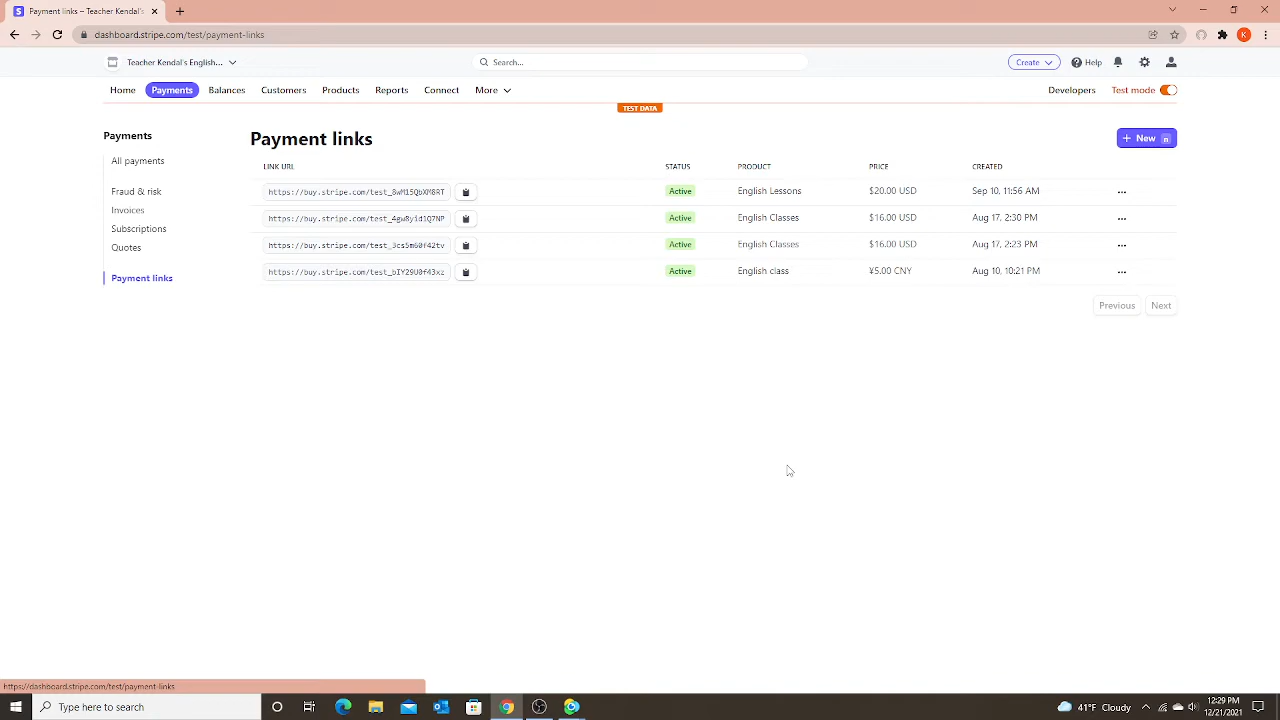 Payment links – Teacher Kendal's
dashboard.stripe.com/test/payment-links
K
Teacher Kendal's English...
Search...
Create
Help
Home
Payments
Balances
Customers
Products
Reports
Connect
More
Developers
Test mode
TEST DATA
Payments
All payments
Fraud & risk
Invoices
Subscriptions
Quotes
Payment links
Payment links
+ New n
LINK URL STATUS PRODUCT PRICE CREATED
https://buy.stripe.com/test_8wM15QbXM8RT Active English Lessons $20.00 USD Sep 10, 11:56 AM
https://buy.stripe.com/test_4gw8yid1Q7NP Active English Classes $16.00 USD Aug 17, 2:30 PM
https://buy.stripe.com/test_3cs5m60f42tv Active English Classes $16.00 USD Aug 17, 2:23 PM
https://buy.stripe.com/test_bIY29U0f43xz Active English class ¥5.00 CNY Aug 10, 10:21 PM
Previous Next
https://dashboard.stripe.com/test/payment-links
Type here to search
41°F Cloudy
12:29 PM
12/21/2021